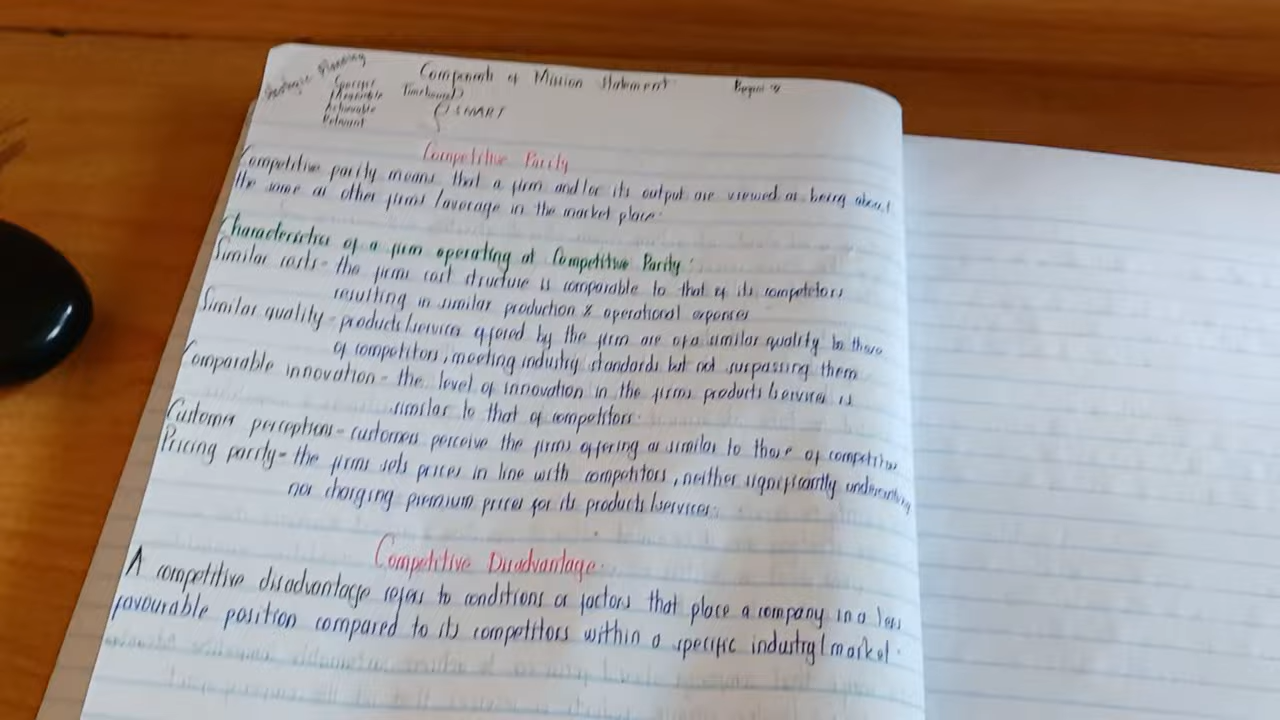 Strategic Planning
Components of Mission Statement
Specific Timebound
Measurable
Achievable } SMART
Relevant
Competitive Parity
Competitive parity means that a firm and/or its output are viewed as being about
the same as other firms /average in the market place.
Characteristics of a firm operating at Competitive Parity:
Similar costs - the firms cost structure is comparable to that of its competitors
resulting in similar production & operational expenses
Similar quality - products/services offered by the firm are of a similar quality to those
of competitors, meeting industry standards but not surpassing them
Comparable innovation - the level of innovation in the firms products/services is
similar to that of competitors.
Customer perceptions - customers perceive the firms offering as similar to those of competitors
Pricing parity - the firms sets prices in line with competitors, neither significantly undercutting
nor charging premium prices for its products/services.
Competitive Disadvantage.
A competitive disadvantage refers to conditions or factors that place a company in a less
favourable position compared to its competitors within a specific industry/market.